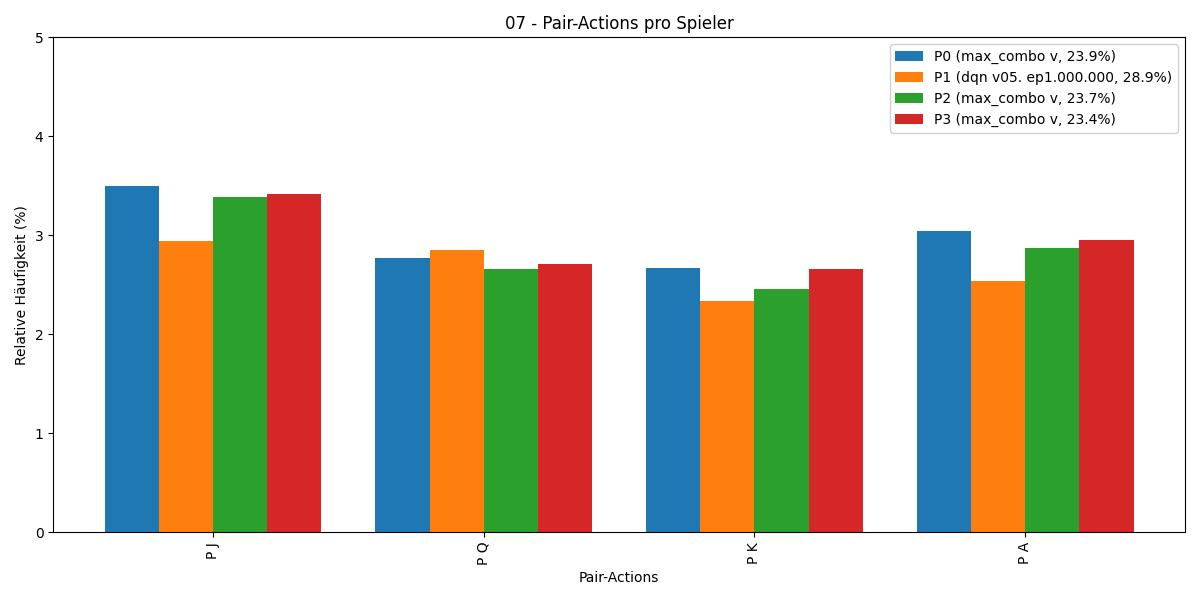 07 - Pair-Actions pro Spieler
P0 (max_combo v, 23.9%)
P1 (dqn v05. ep1.000.000, 28.9%)
P2 (max_combo v, 23.7%)
P3 (max_combo v, 23.4%)
Relative Häufigkeit (%)
5
4
3
2
1
0
P J
P Q
P K
P A
Pair-Actions